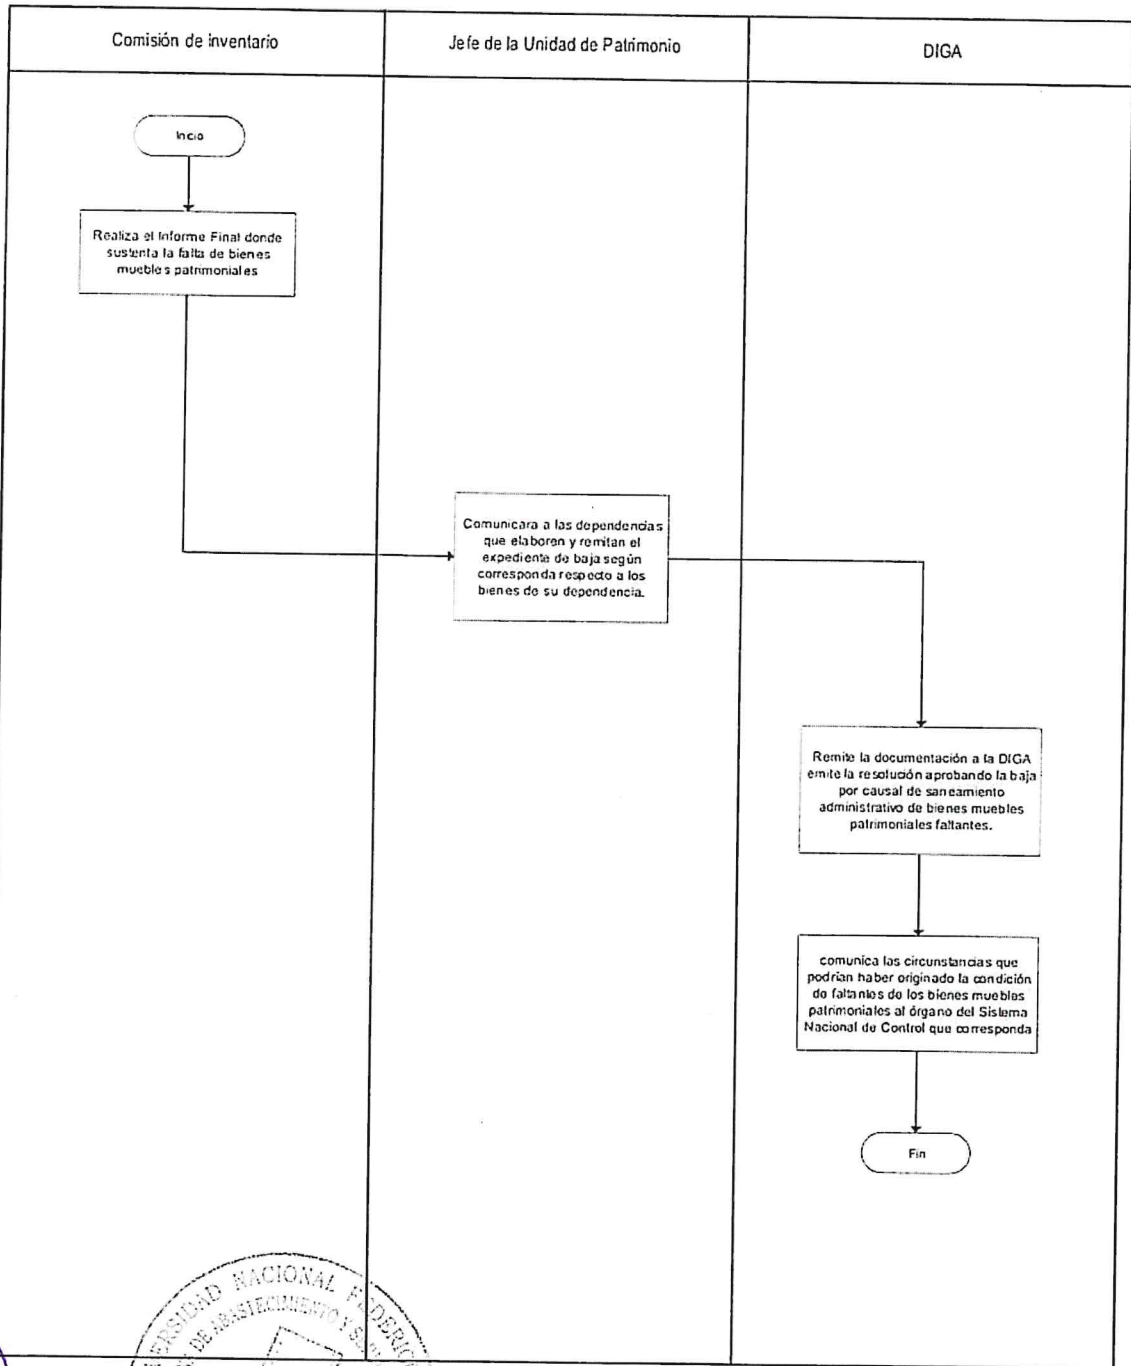 Comisión de inventario
Jefe de la Unidad de Patrimonio
DIGA
Incio
Realiza el Informe Final donde
sustenta la falta de bienes
muebles patrimoniales
Comunicara a las dependencias
que elaboren y remitan el
expediente de baja según
corresponda respecto a los
bienes de su dependencia.
Remite la documentación a la DIGA
emite la resolución aprobando la baja
por causal de saneamiento
administrativo de bienes muebles
patrimoniales faltantes.
comunica las circunstancias que
podrían haber originado la condición
de faltantes de los bienes muebles
patrimoniales al órgano del Sistema
Nacional de Control que corresponda
Fin
ERSIDAD NACIONAL FEDERICO
DE ABASTECIMIENTO Y